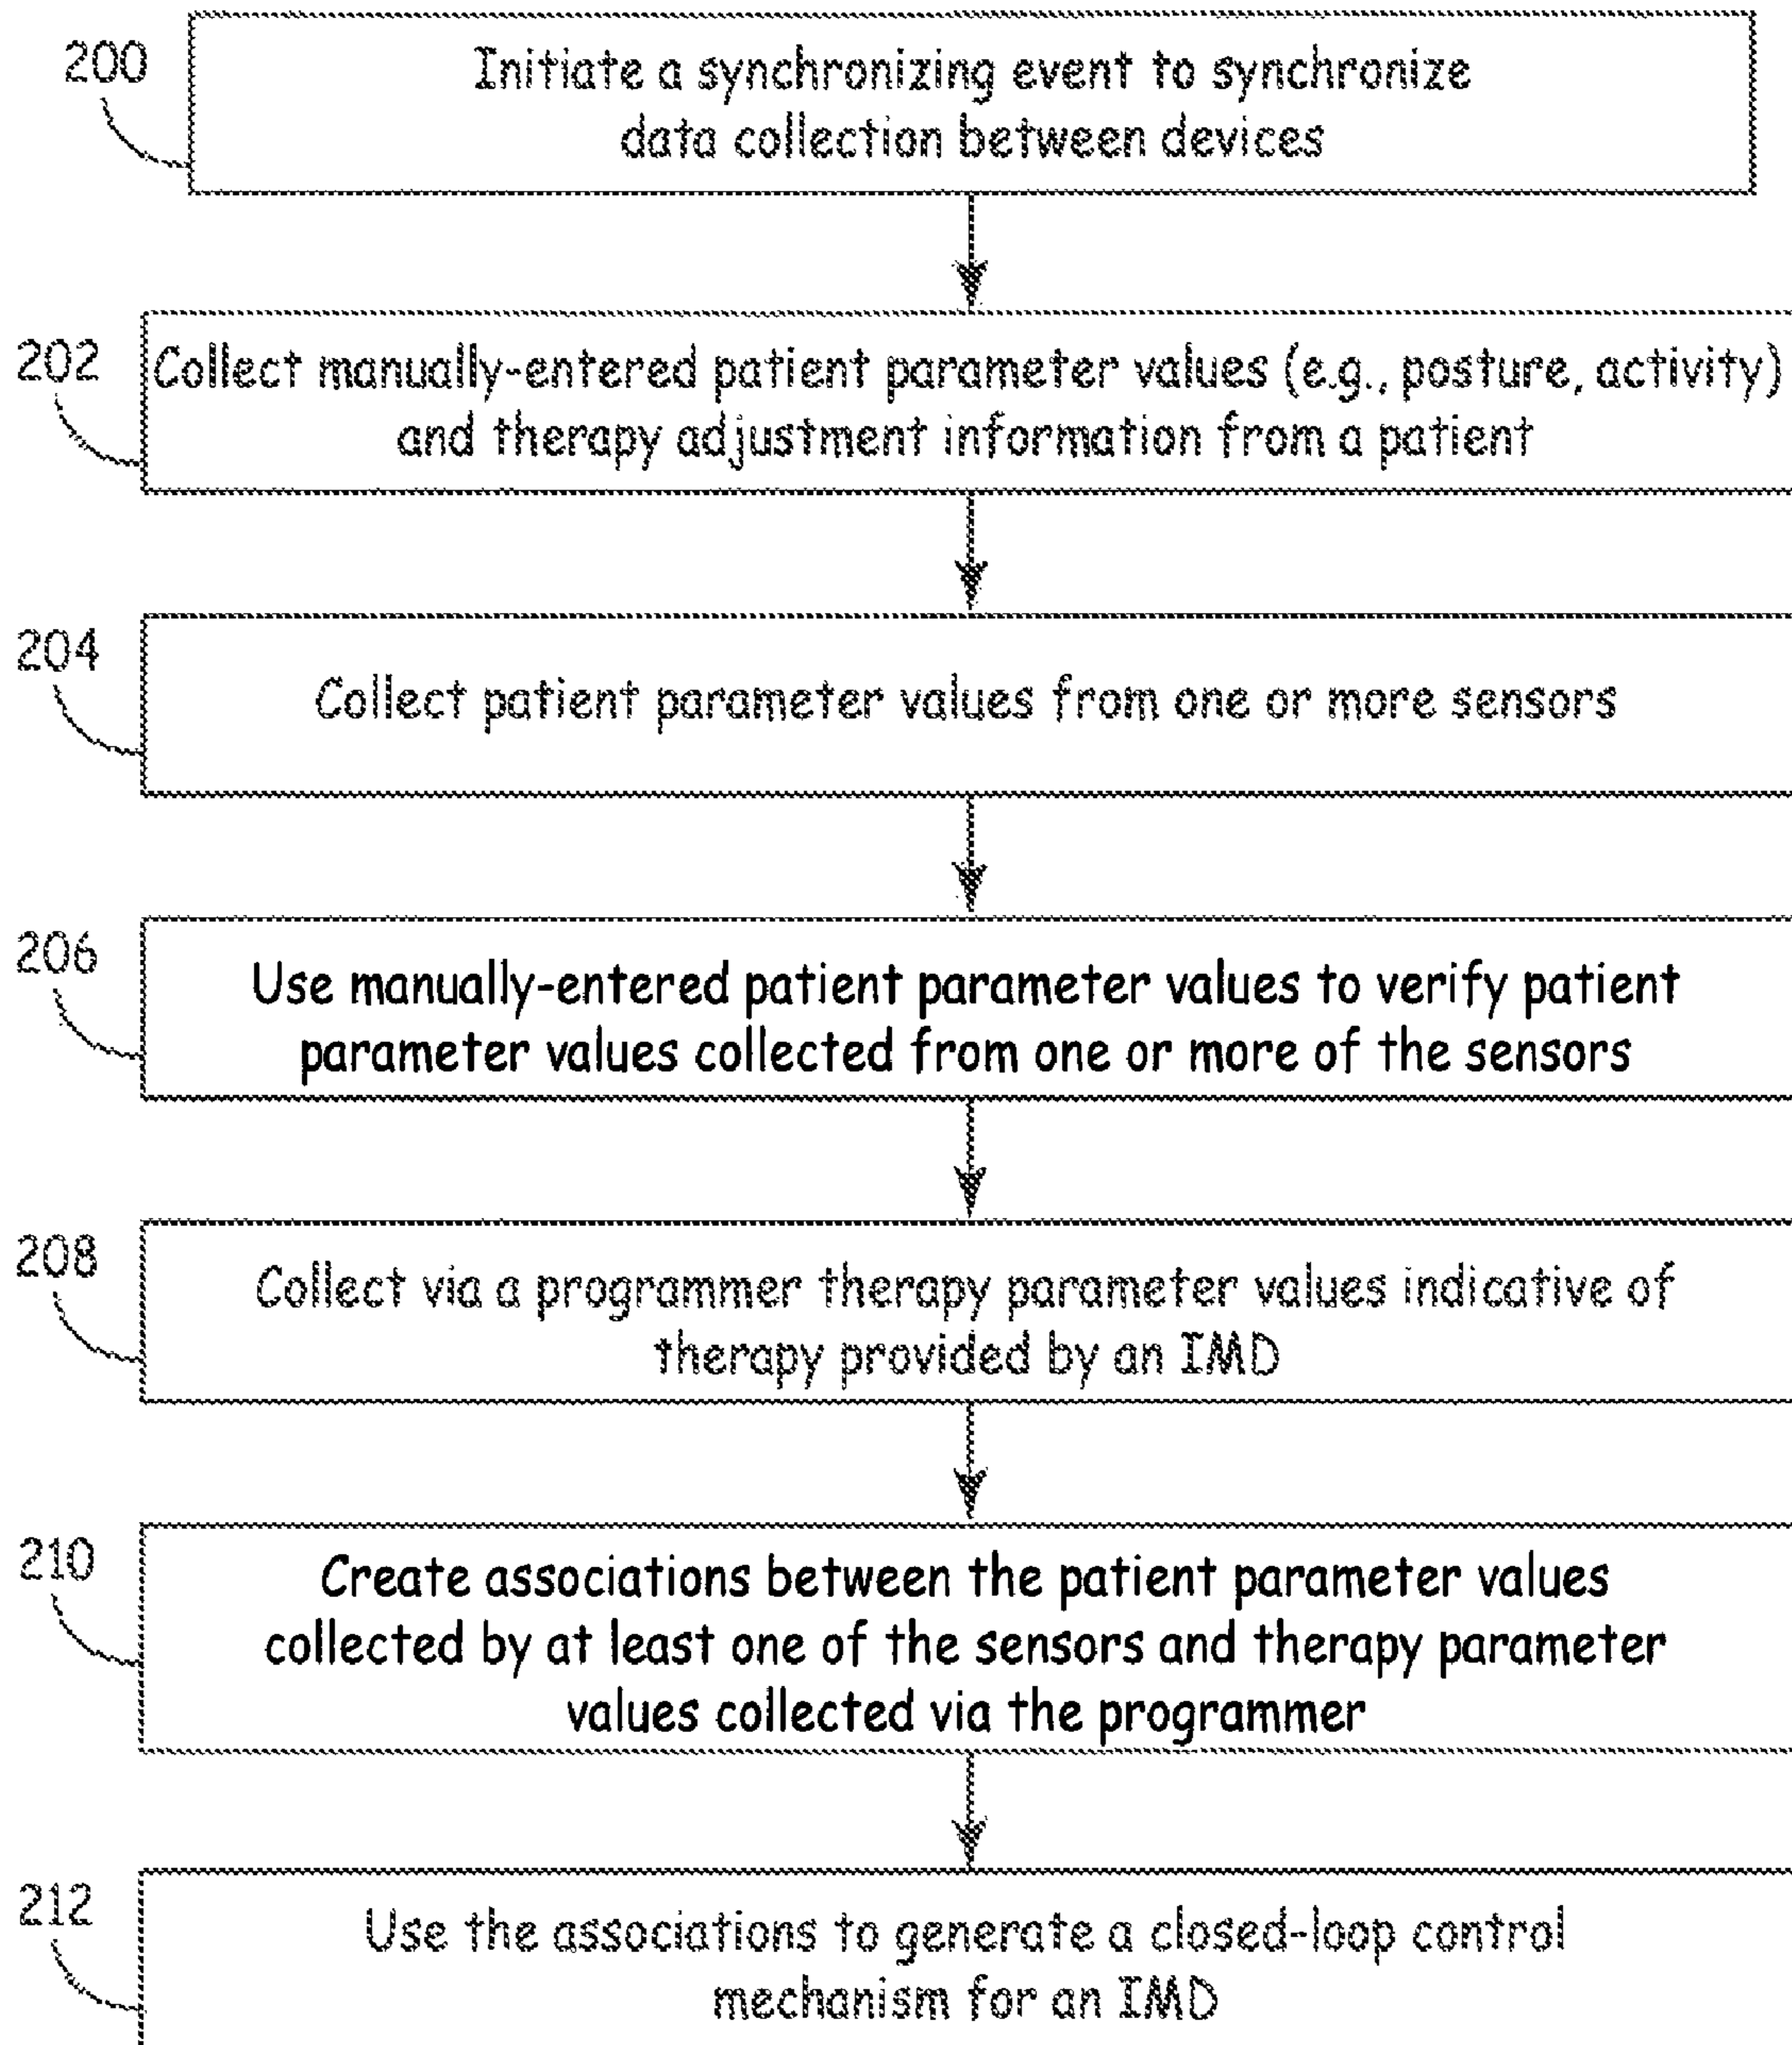 200
Initiate a synchronizing event to synchronize
data collection between devices
202
Collect manually-entered patient parameter values (e.g., posture, activity)
and therapy adjustment information from a patient
204
Collect patient parameter values from one or more sensors
206
Use manually-entered patient parameter values to verify patient
parameter values collected from one or more of the sensors
208
Collect via a programmer therapy parameter values indicative of
therapy provided by an IMD
210
Create associations between the patient parameter values
collected by at least one of the sensors and therapy parameter
values collected via the programmer
212
Use the associations to generate a closed-loop control
mechanism for an IMD